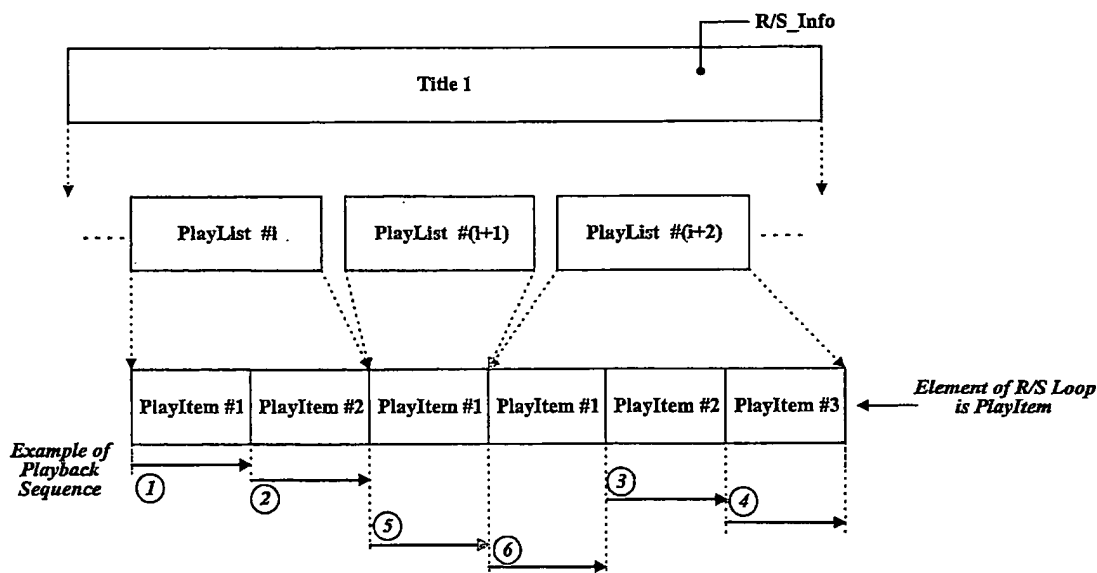 R/S_Info
Title 1
PlayList #i
PlayList #(i+1)
PlayList #(i+2)
PlayItem #1
PlayItem #2
PlayItem #1
PlayItem #1
PlayItem #2
PlayItem #3
Element of R/S Loop
is PlayItem
Example of
Playback
Sequence
1
2
3
4
5
6